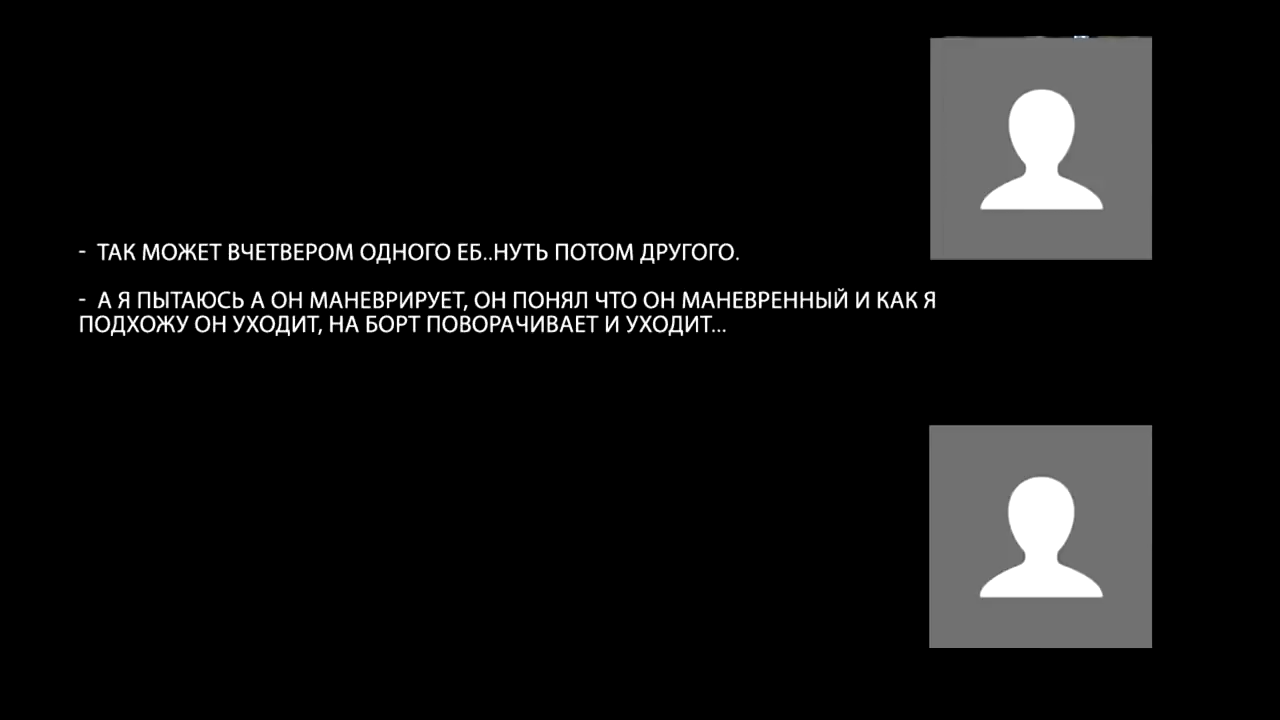 - ТАК МОЖЕТ ВЧЕТВЕРОМ ОДНОГО ЕБ..НУТЬ ПОТОМ ДРУГОГО.
- А Я ПЫТАЮСЬ А ОН МАНЕВРИРУЕТ, ОН ПОНЯЛ ЧТО ОН МАНЕВРЕННЫЙ И КАК Я
ПОДХОЖУ ОН УХОДИТ, НА БОРТ ПОВОРАЧИВАЕТ И УХОДИТ...